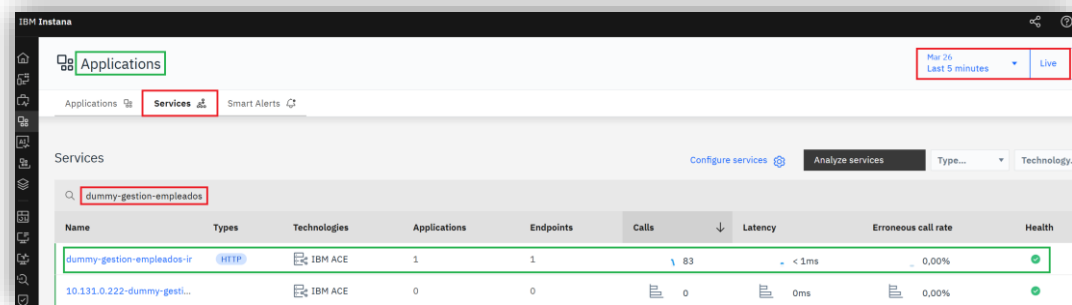 IBM Instana
Applications
Mar 26
Last 5 minutes
Live
Applications
Services
Smart Alerts
Services
Configure services
Analyze services
Type...
Technology.
dummy-gestion-empleados
Name Types Technologies Applications Endpoints Calls Latency Erroneous call rate Health
dummy-gestion-empleados-ir HTTP IBM ACE 1 1 83 < 1ms 0,00%
10.131.0.222-dummy-gesti... IBM ACE 0 0 0 0ms 0,00%